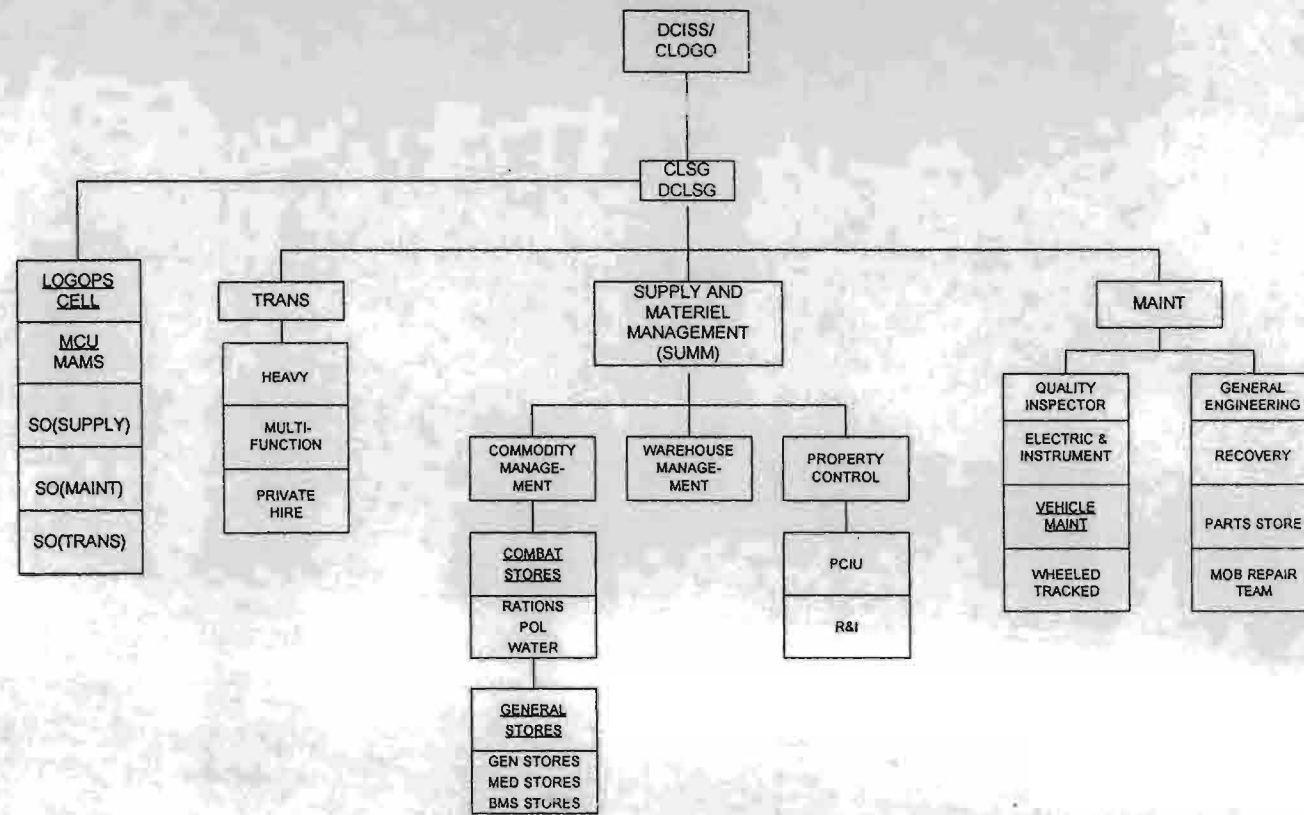 DCISS/
CLOGO
CLSG
DCLSG
LOGOPS
CELL
MCU
MAMS
SO(SUPPLY)
SO(MAINT)
SO(TRANS)
TRANS
HEAVY
MULTI-
FUNCTION
PRIVATE
HIRE
SUPPLY AND
MATERIEL
MANAGEMENT
(SUMM)
COMMODITY
MANAGE-
MENT
COMBAT
STORES
RATIONS
POL
WATER
GENERAL
STORES
GEN STORES
MED STORES
BMS STORES
WAREHOUSE
MANAGE-
MENT
PROPERTY
CONTROL
PCIU
R&I
MAINT
QUALITY
INSPECTOR
ELECTRIC &
INSTRUMENT
VEHICLE
MAINT
WHEELED
TRACKED
GENERAL
ENGINEERING
RECOVERY
PARTS STORE
MOB REPAIR
TEAM